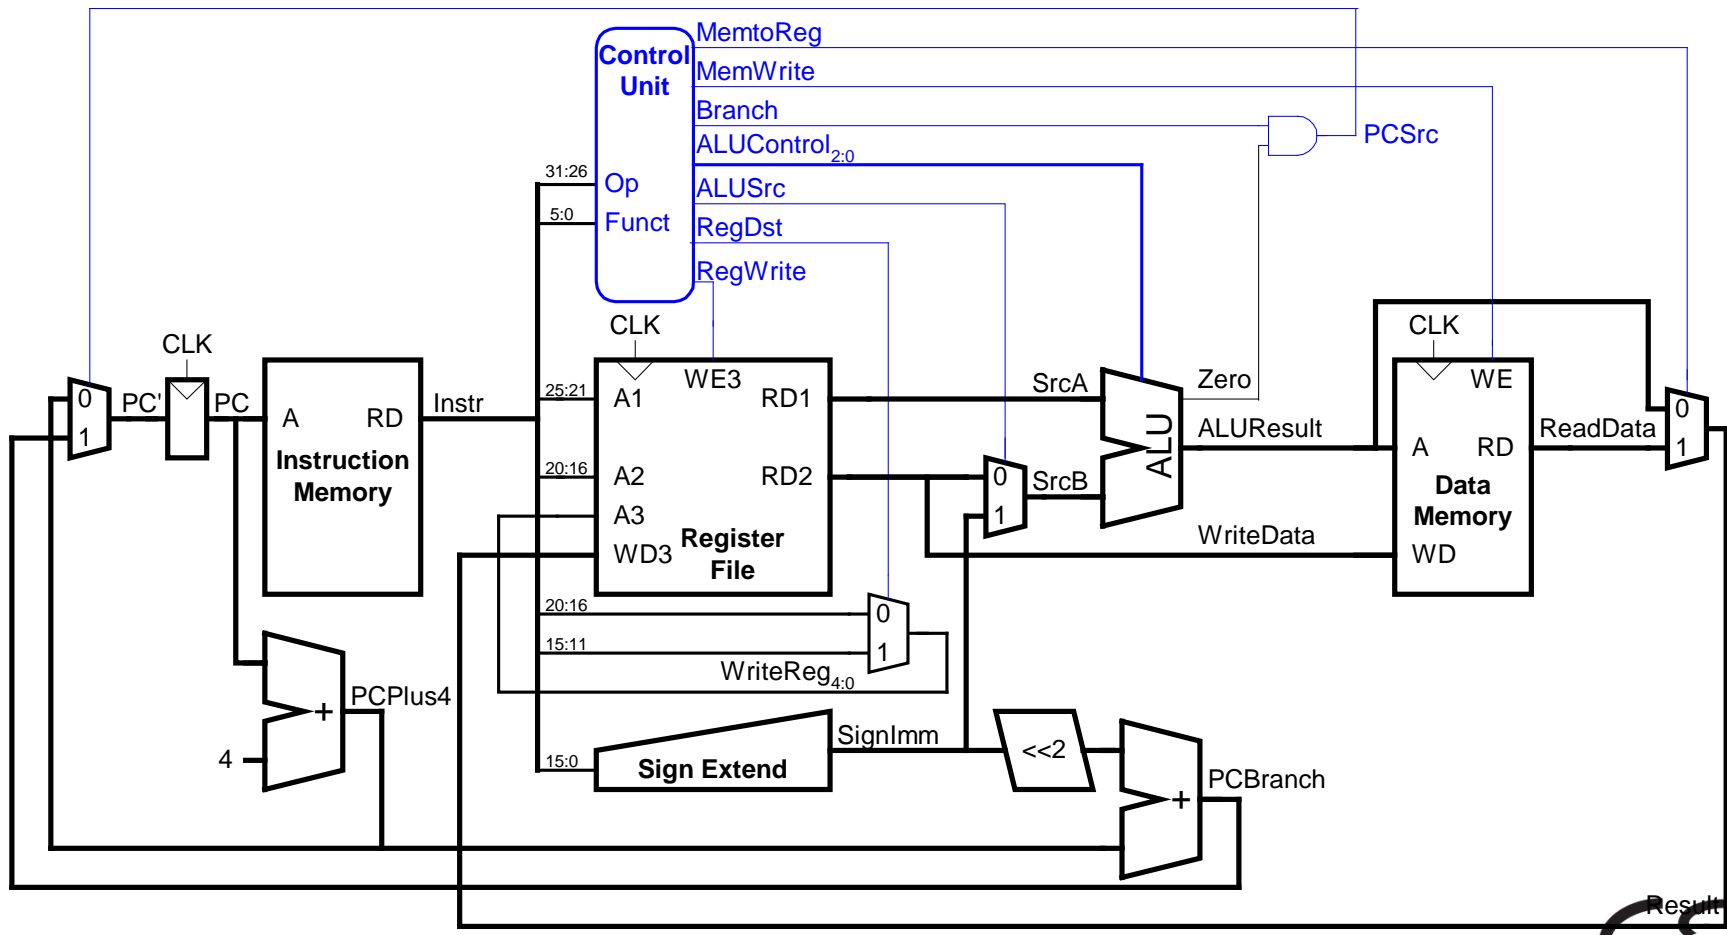 MemtoReg
Control
Unit
MemWrite
Branch
ALUControl2:0
PCSrc
31:26
Op
ALUSrc
5:0
Funct
RegDst
RegWrite
CLK
CLK
CLK
WE3
WE
25:21
A1
RD1
SrcA
Zero
0
1
PC'
PC
A
RD
Instr
Instruction
Memory
ALU
ALUResult
A
RD
ReadData
0
1
20:16
A2
RD2
0
1
SrcB
Data
Memory
A3
WD3
Register
File
WriteData
WD
20:16
0
15:11
1
WriteReg4:0
PCPlus4
+
4
SignImm
15:0
Sign Extend
<<2
PCBranch
+
Result